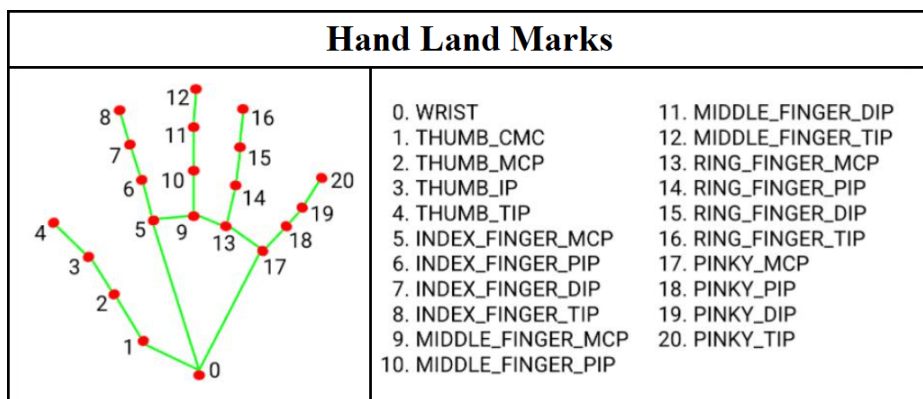 Hand Land Marks
12
8
16
11
7
15
6
10
20
14
19
4
5
9
13
18
3
17
2
1
0
0. WRIST
1. THUMB_CMC
2. THUMB_MCP
3. THUMB_IP
4. THUMB_TIP
5. INDEX_FINGER_MCP
6. INDEX_FINGER_PIP
7. INDEX_FINGER_DIP
8. INDEX_FINGER_TIP
9. MIDDLE_FINGER_MCP
10. MIDDLE_FINGER_PIP
11. MIDDLE_FINGER_DIP
12. MIDDLE_FINGER_TIP
13. RING_FINGER_MCP
14. RING_FINGER_PIP
15. RING_FINGER_DIP
16. RING_FINGER_TIP
17. PINKY_MCP
18. PINKY_PIP
19. PINKY_DIP
20. PINKY_TIP